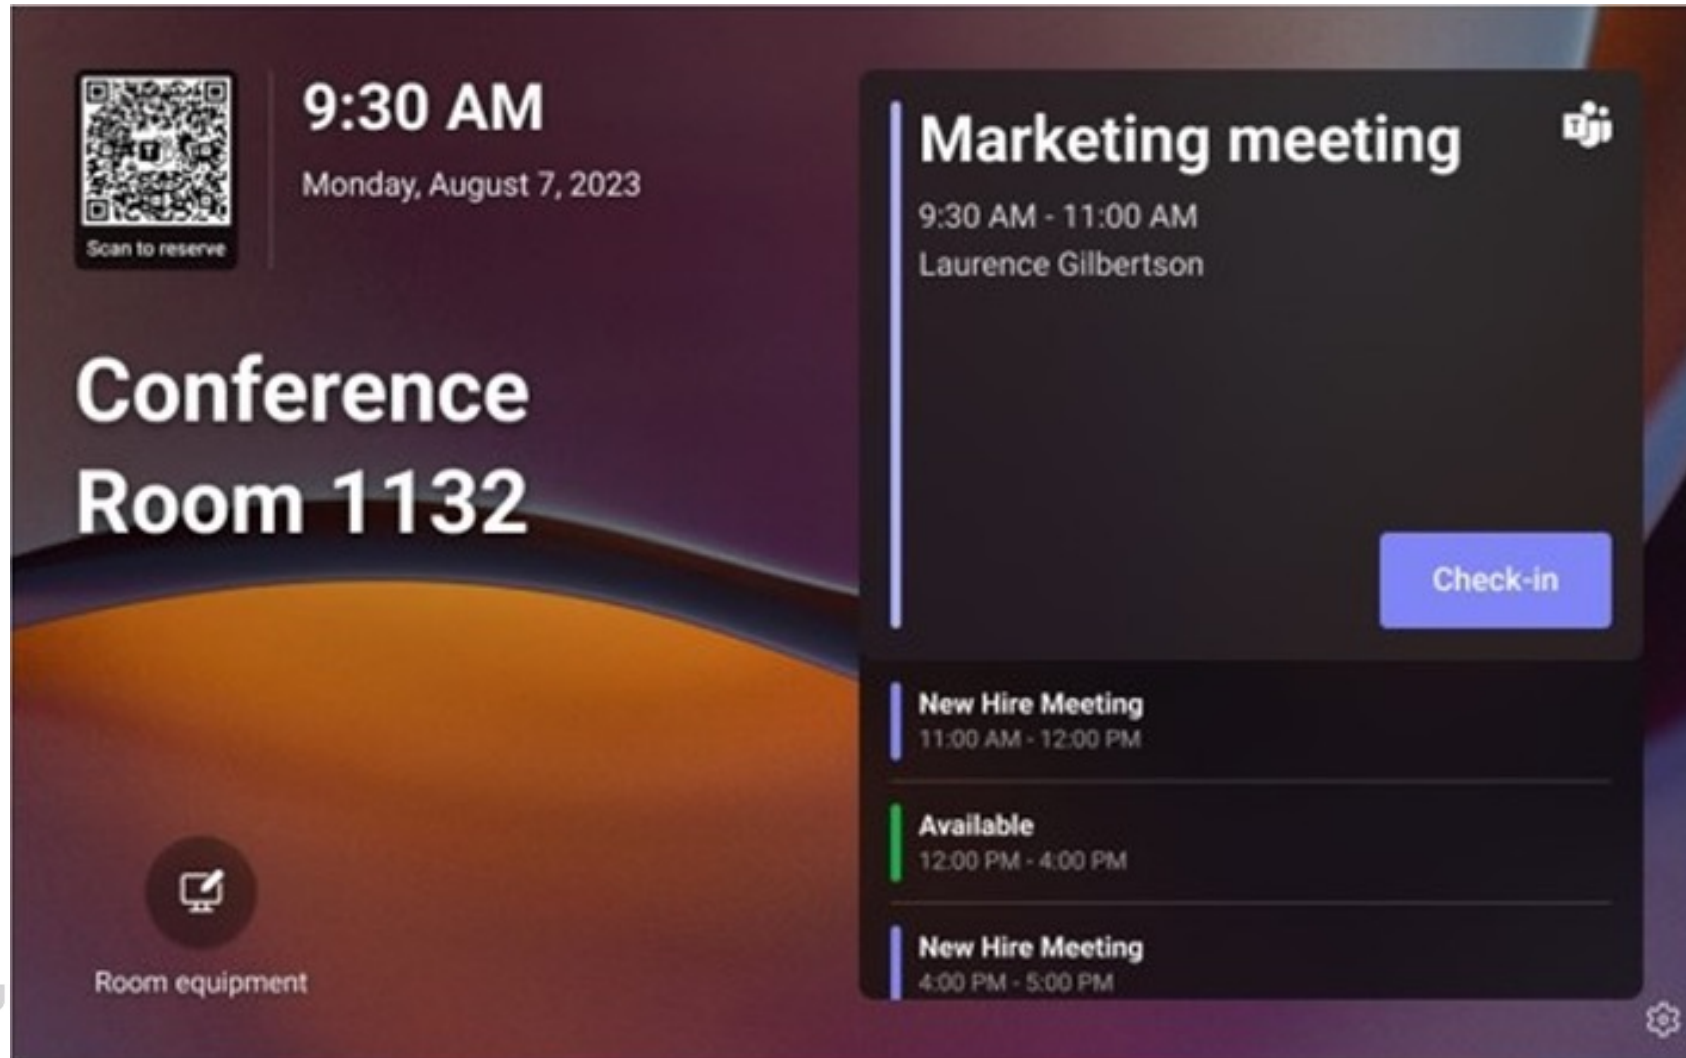 9:30 AM
Monday, August 7, 2023
Scan to reserve
Conference
Room 1132
Room equipment
Marketing meeting
9:30 AM - 11:00 AM
Laurence Gilbertson
Check-in
New Hire Meeting
11:00 AM - 12:00 PM
Available
12:00 PM - 4:00 PM
New Hire Meeting
4:00 PM - 5:00 PM